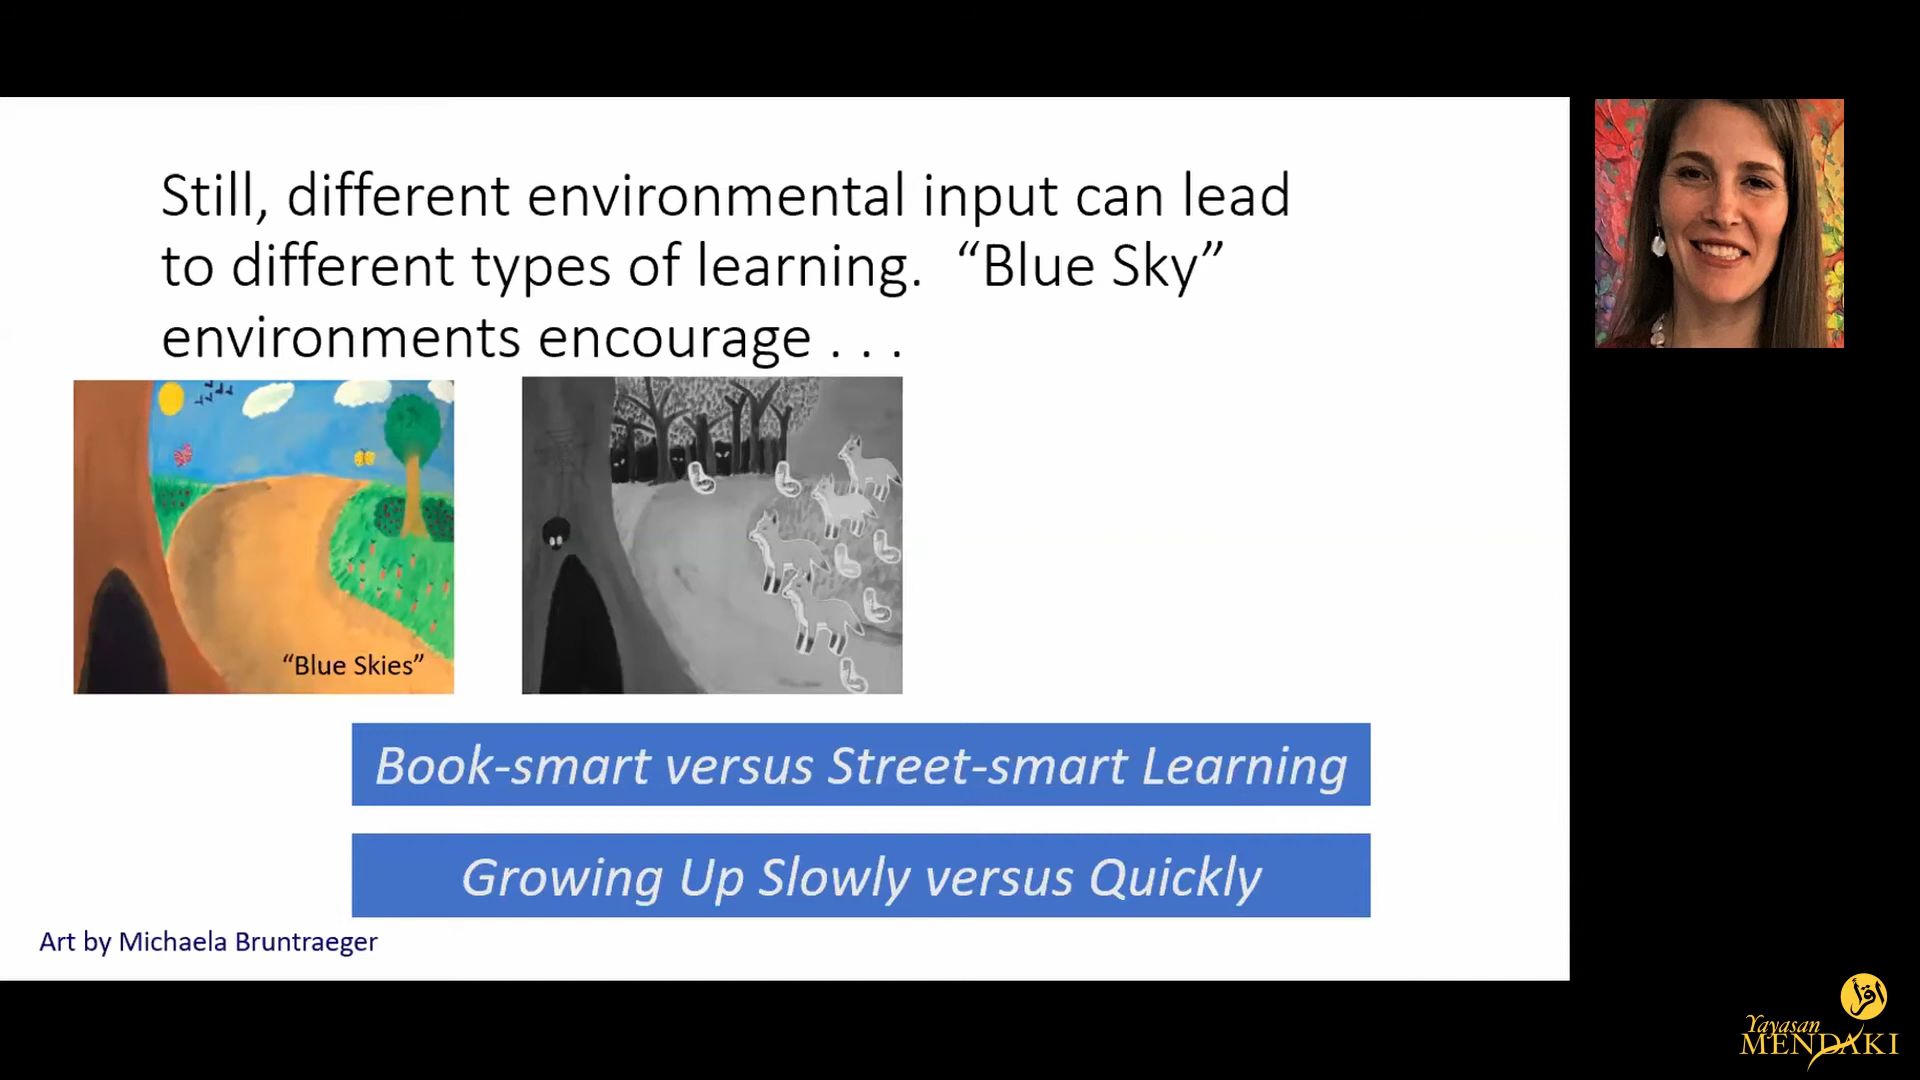 Still, different environmental input can lead
to different types of learning.  “Blue Sky”
environments encourage . . .
“Blue Skies”
Book-smart versus Street-smart Learning
Growing Up Slowly versus Quickly
Art by Michaela Bruntraeger
اقرأ
Yayasan
MENDAKI